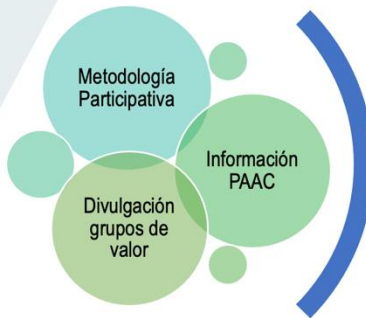 Metodología
Participativa
Información
PAAC
Divulgación
grupos de
valor